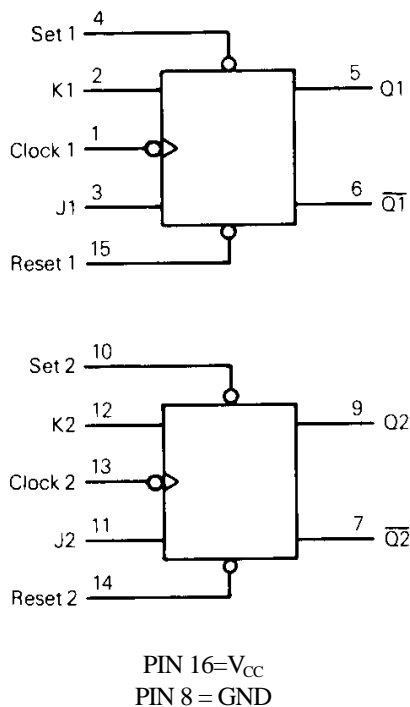 Set 1 4
K1 2
5 Q1
Clock 1 1
J1 3
6 Q̅1̅
Reset 1 15
Set 2 10
K2 12
9 Q2
Clock 2 13
J2 11
7 Q̅2̅
Reset 2 14
PIN 16=VCC
PIN 8 = GND